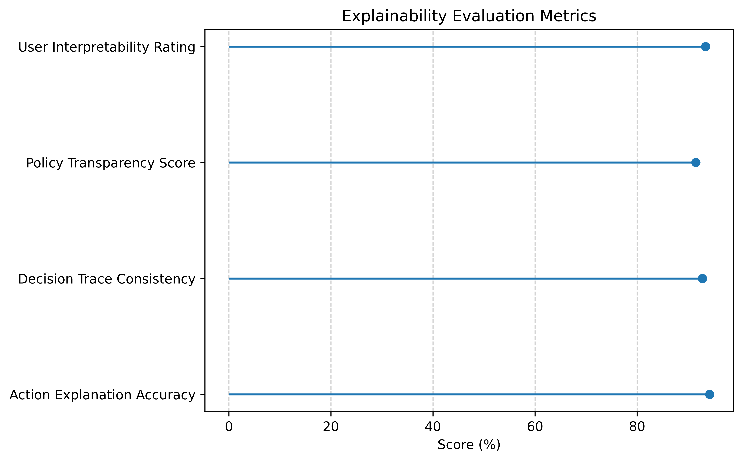 Explainability Evaluation Metrics
User Interpretability Rating
Policy Transparency Score
Decision Trace Consistency
Action Explanation Accuracy
0 20 40 60 80
Score (%)